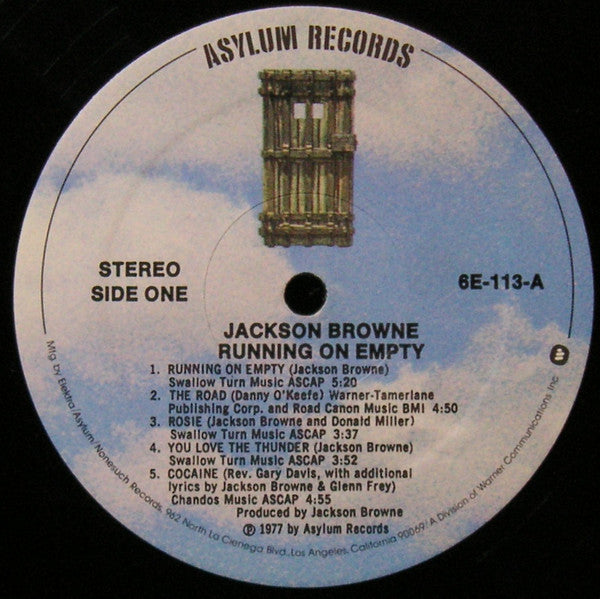 ASYLUM RECORDS
STEREO
SIDE ONE
6E-113-A
JACKSON BROWNE
RUNNING ON EMPTY
1. RUNNING ON EMPTY (Jackson Browne)
Swallow Turn Music ASCAP 5:20
2. THE ROAD (Danny O'Keefe) Warner-Tamerlane
Publishing Corp. and Road Canon Music BMI 4:50
3. ROSIE (Jackson Browne and Donald Miller)
Swallow Turn Music ASCAP 3:37
4. YOU LOVE THE THUNDER (Jackson Browne)
Swallow Turn Music ASCAP 3:52
5. COCAINE (Rev. Gary Davis, with additional
lyrics by Jackson Browne & Glenn Frey)
Chandos Music ASCAP 4:55
Produced by Jackson Browne
℗ 1977 by Asylum Records
Mfg. by Elektra/Asylum/Nonesuch Records, 962 North La Cienega Blvd., Los Angeles, California 90069/A Division of Warner Communications Inc.